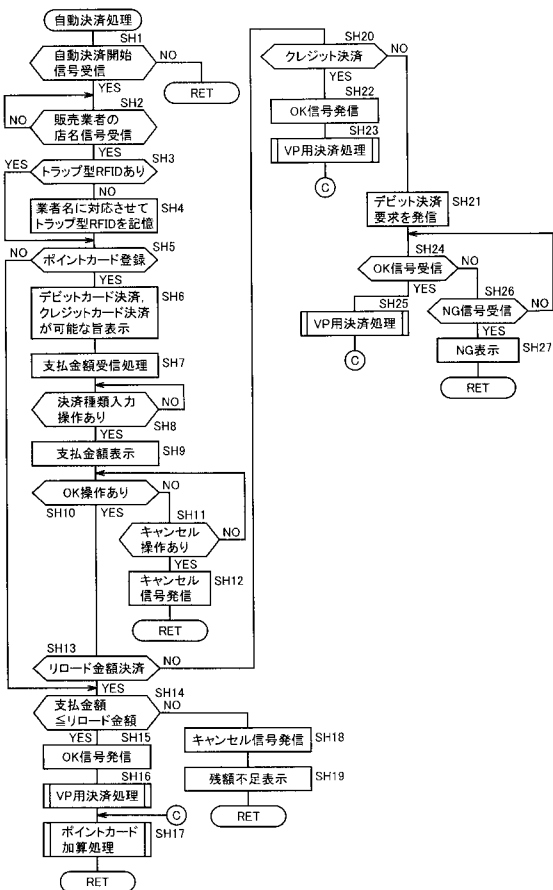 自動決済処理
SH1
自動決済開始
信号受信
NO
RET
YES
SH2
販売業者の
店名信号受信
NO
YES
SH3
YES
トラップ型RFIDあり
NO
業者名に対応させて
トラップ型RFIDを記憶
SH4
SH5
ポイントカード登録
NO
YES
デビットカード決済,
クレジットカード決済
が可能な旨表示
SH6
支払金額受信処理
SH7
決済種類入力
操作あり
NO
SH8
YES
支払金額表示
SH9
OK操作あり
NO
SH10
YES
SH11
キャンセル
操作あり
NO
YES
キャンセル
信号発信
SH12
RET
SH13
リロード金額決済
NO
YES
SH14
支払金額
≦リロード金額
NO
YES
SH15
OK信号発信
SH16
VP用決済処理
C
ポイントカード
加算処理
SH17
RET
キャンセル信号発信
SH18
残額不足表示
SH19
RET
SH20
クレジット決済
NO
YES
SH22
OK信号発信
SH23
VP用決済処理
C
デビット決済
要求を発信
SH21
SH24
OK信号受信
NO
YES
SH25
VP用決済処理
C
SH26
NG信号受信
NO
YES
NG表示
SH27
RET